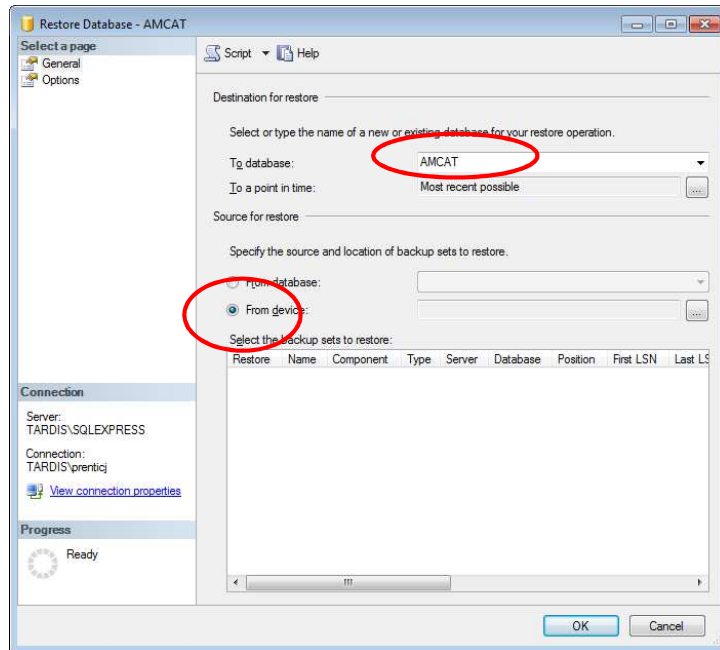 Restore Database - AMCAT
Select a page
General
Options
Script Help
Destination for restore
Select or type the name of a new or existing database for your restore operation.
To database: AMCAT
To a point in time: Most recent possible ...
Source for restore
Specify the source and location of backup sets to restore.
From database:
From device: ...
Select the backup sets to restore:
Restore Name Component Type Server Database Position First LSN Last LS
Connection
Server:
TARDIS\SQLEXPRESS
Connection:
TARDIS\prenticj
View connection properties
Progress
Ready
OK Cancel